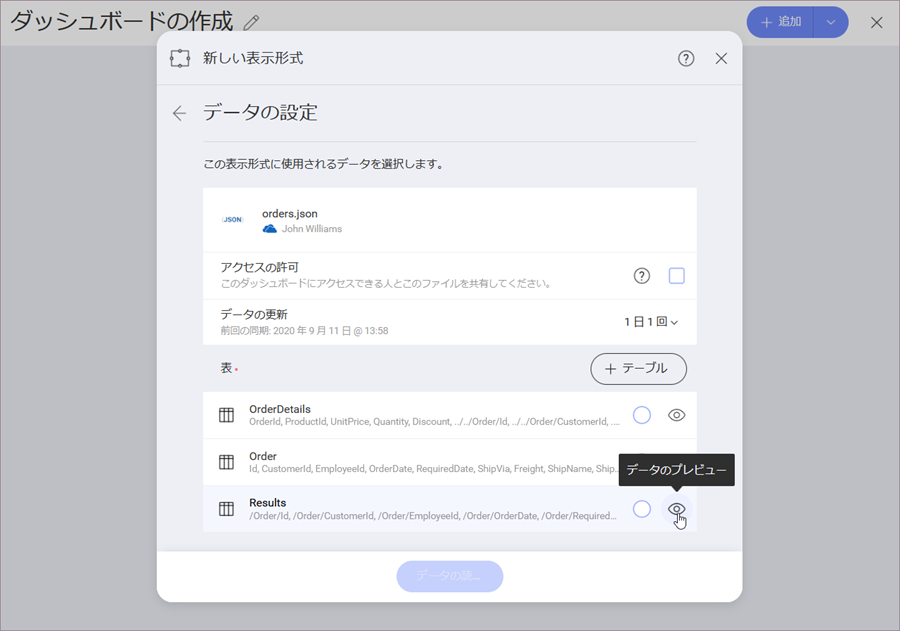 ダッシュボードの作成
追加
新しい表示形式
データの設定
この表示形式に使用されるデータを選択します。
JSON
orders.json
John Williams
アクセスの許可
このダッシュボードにアクセスできる人とこのファイルを共有してください。
データの更新
前回の同期: 2020 年 9 月 11 日 @ 13:58
1 日 1 回
表
テーブル
OrderDetails
OrderId, ProductId, UnitPrice, Quantity, Discount, ../../Order/Id, ../../Order/CustomerId, ...
Order
Id, CustomerId, EmployeeId, OrderDate, RequiredDate, ShipVia, Freight, ShipName, Ship...
データのプレビュー
Results
/Order/Id, /Order/CustomerId, /Order/EmployeeId, /Order/OrderDate, /Order/Required...
データの読...